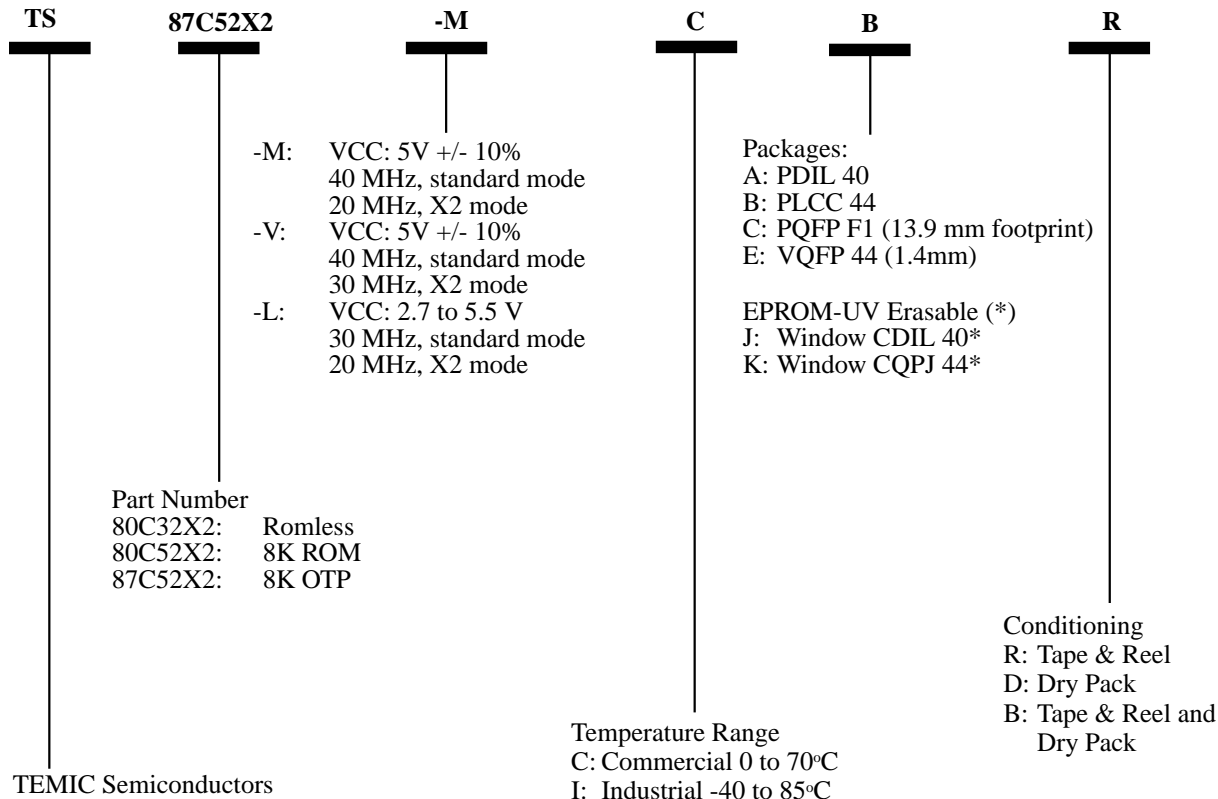 TS 87C52X2 -M C B R
-M: VCC: 5V +/- 10%
40 MHz, standard mode
20 MHz, X2 mode
-V: VCC: 5V +/- 10%
40 MHz, standard mode
30 MHz, X2 mode
-L: VCC: 2.7 to 5.5 V
30 MHz, standard mode
20 MHz, X2 mode
Packages:
A: PDIL 40
B: PLCC 44
C: PQFP F1 (13.9 mm footprint)
E: VQFP 44 (1.4mm)
EPROM-UV Erasable (*)
J: Window CDIL 40*
K: Window CQPJ 44*
Part Number
80C32X2: Romless
80C52X2: 8K ROM
87C52X2: 8K OTP
Conditioning
R: Tape & Reel
D: Dry Pack
B: Tape & Reel and
Dry Pack
Temperature Range
C: Commercial 0 to 70°C
I: Industrial -40 to 85°C
TEMIC Semiconductors